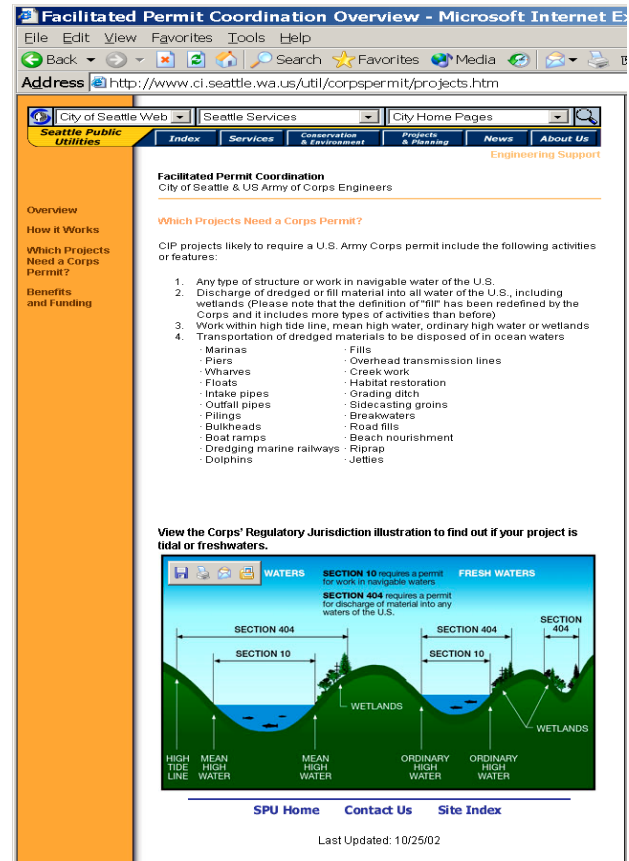 Facilitated Permit Coordination Overview - Microsoft Internet
File Edit View Favorites Tools Help
Back Search Favorites Media
Address http://www.ci.seattle.wa.us/util/corpspermit/projects.htm
City of Seattle Web Seattle Services City Home Pages
Seattle Public
Utilities
Index Services Conservation & Environment Projects & Planning News About Us
Engineering Support
Facilitated Permit Coordination
City of Seattle & US Army of Corps Engineers
Overview
How it Works
Which Projects
Need a Corps
Permit?
Benefits
and Funding
Which Projects Need a Corps Permit?
CIP projects likely to require a U.S. Army Corps permit include the following activities
or features:
1. Any type of structure or work in navigable water of the U.S.
2. Discharge of dredged or fill material into all water of the U.S., including
wetlands (Please note that the definition of "fill" has been redefined by the
Corps and it includes more types of activities than before)
3. Work within high tide line, mean high water, ordinary high water or wetlands
4. Transportation of dredged materials to be disposed of in ocean waters
· Marinas · Fills
· Piers · Overhead transmission lines
· Wharves · Creek work
· Floats · Habitat restoration
· Intake pipes · Grading ditch
· Outfall pipes · Sidecasting groins
· Pilings · Breakwaters
· Bulkheads · Road fills
· Boat ramps · Beach nourishment
· Dredging marine railways · Riprap
· Dolphins · Jetties
View the Corps' Regulatory Jurisdiction illustration to find out if your project is
tidal or freshwaters.
WATERS
SECTION 10 requires a permit
for work in navigable waters
FRESH WATERS
SECTION 404 requires a permit
for discharge of material into any
waters of the U.S.
SECTION
404
SECTION 404 SECTION 404
SECTION 10 SECTION 10
WETLANDS
WETLANDS
HIGH
TIDE
LINE
MEAN
HIGH
WATER
MEAN
HIGH
WATER
ORDINARY
HIGH
WATER
ORDINARY
HIGH
WATER
SPU Home Contact Us Site Index
Last Updated: 10/25/02